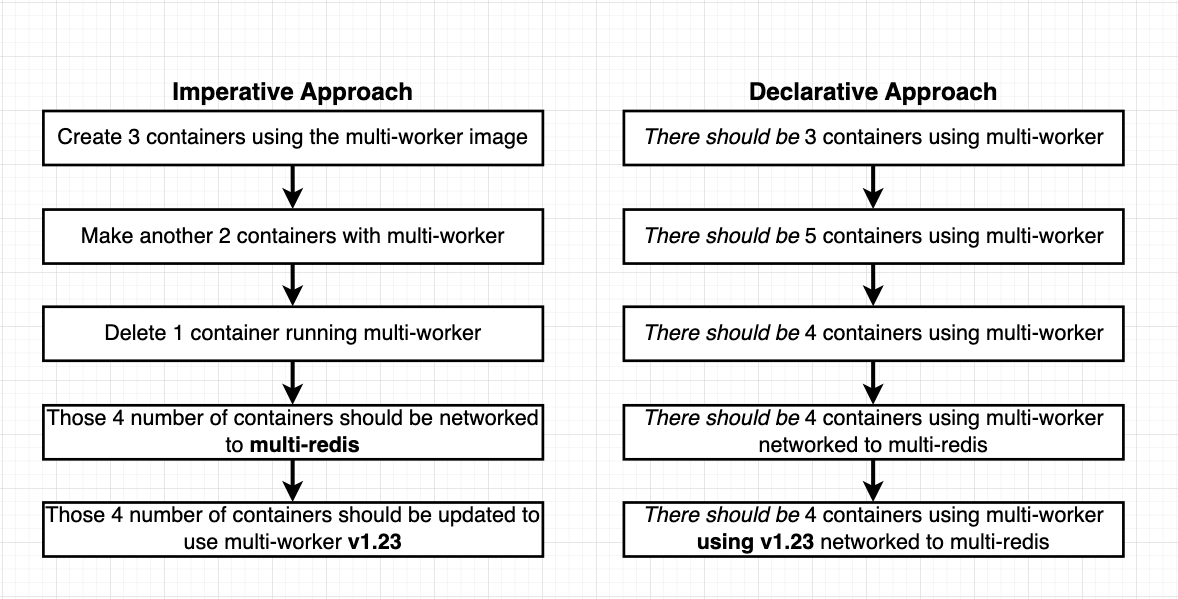 Imperative Approach
Create 3 containers using the multi-worker image
Make another 2 containers with multi-worker
Delete 1 container running multi-worker
Those 4 number of containers should be networked
to multi-redis
Those 4 number of containers should be updated to
use multi-worker v1.23
Declarative Approach
There should be 3 containers using multi-worker
There should be 5 containers using multi-worker
There should be 4 containers using multi-worker
There should be 4 containers using multi-worker
networked to multi-redis
There should be 4 containers using multi-worker
using v1.23 networked to multi-redis